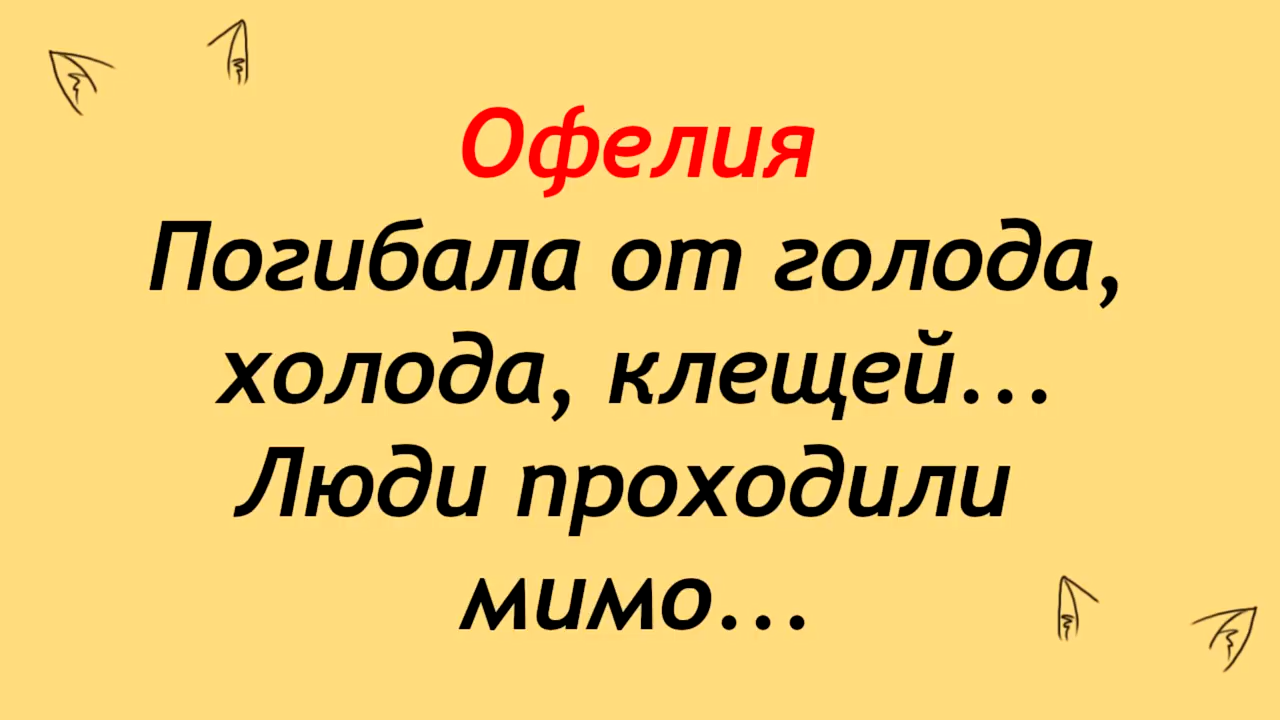 Офелия
Погибала от голода,
холода, клещей...
Люди проходили
мимо...